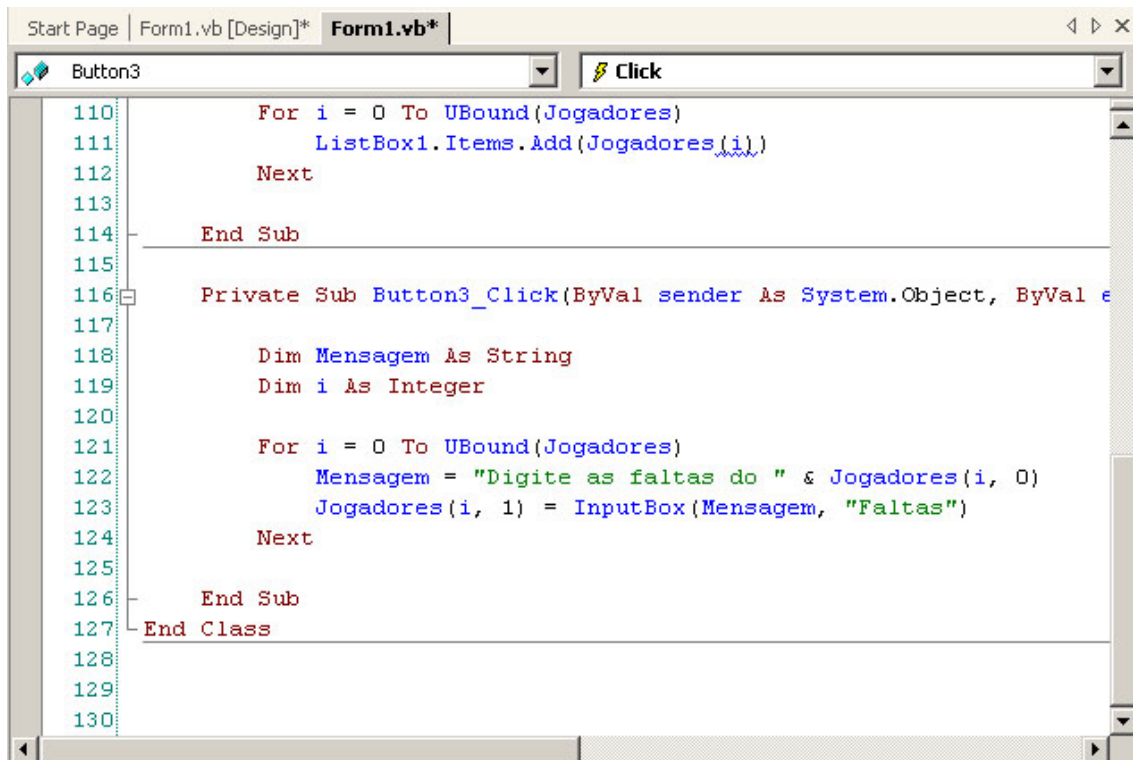 Start Page | Form1.vb [Design]* Form1.vb*
Button3 Click
110 For i = 0 To UBound(Jogadores)
111 ListBox1.Items.Add(Jogadores(i))
112 Next
113
114 End Sub
115
116 Private Sub Button3_Click(ByVal sender As System.Object, ByVal e
117
118 Dim Mensagem As String
119 Dim i As Integer
120
121 For i = 0 To UBound(Jogadores)
122 Mensagem = "Digite as faltas do " & Jogadores(i, 0)
123 Jogadores(i, 1) = InputBox(Mensagem, "Faltas")
124 Next
125
126 End Sub
127 End Class
128
129
130